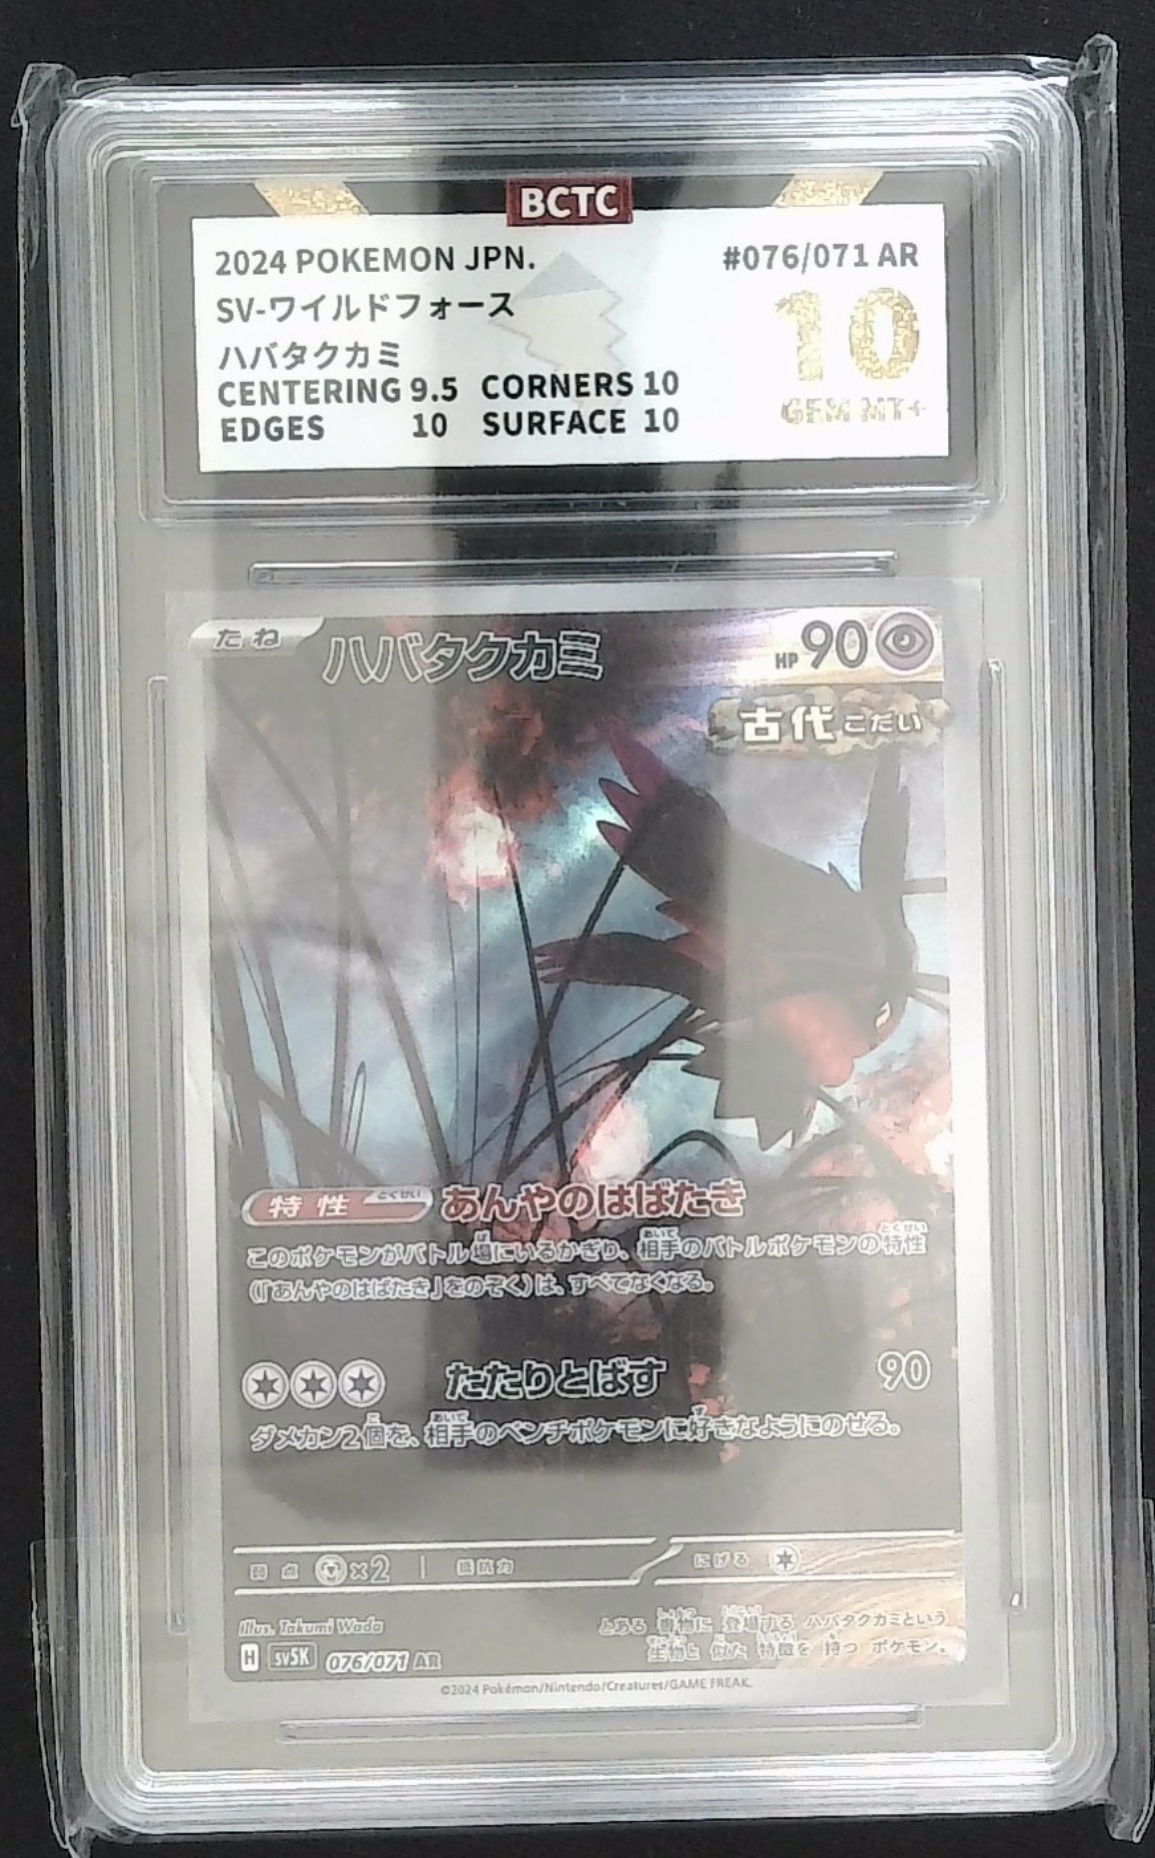 BCTC
2024 POKEMON JPN. #076/071 AR
SV-ワイルドフォース
ハバタクカミ
10
GEM MT+
CENTERING 9.5 CORNERS 10
EDGES 10 SURFACE 10
たね ハバタクカミ HP 90
古代 こだい
特性 とくせい あんやのはばたき
このポケモンがバトル場にいるかぎり、相手のバトルポケモンの特性
(「あんやのはばたき」をのぞく)は、すべてなくなる。
たたりとばす 90
ダメカン2個を、相手のベンチポケモンに好きなようにのせる。
弱点 ×2 抵抗力 にげる
Illus. Takumi Wada
とある 書物に 登場する ハバタクカミという
生物と 似た 特徴を 持つ ポケモン。
H sv5K 076/071 AR
©2024 Pokémon/Nintendo/Creatures/GAME FREAK.